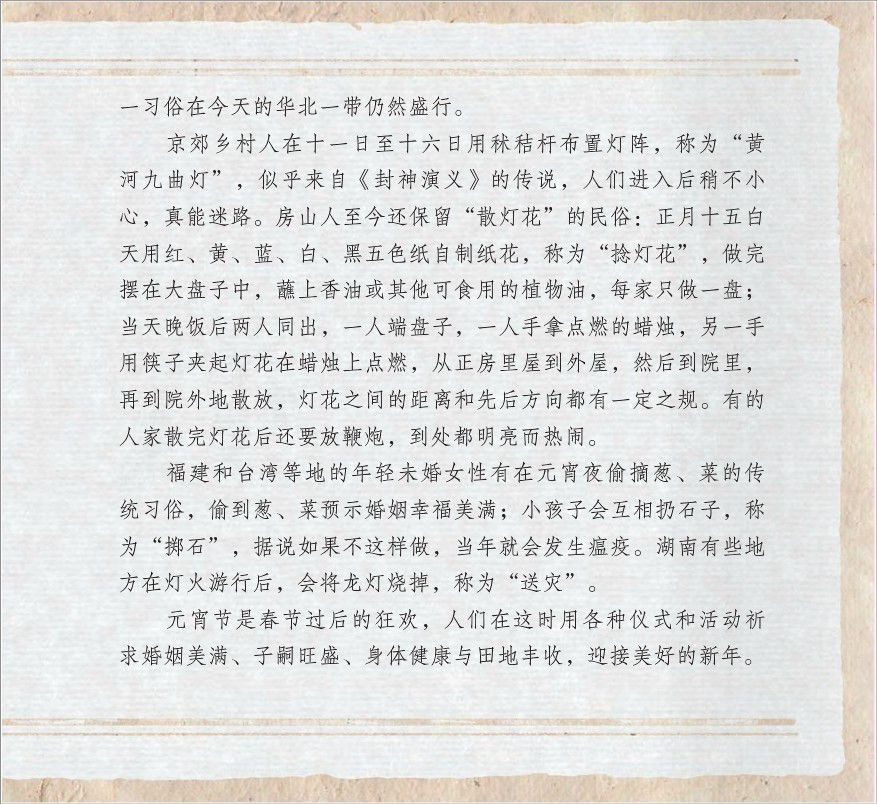 一习俗在今天的华北一带仍然盛行。
京郊乡村人在十一日至十六日用秫秸杆布置灯阵，称为“黄
河九曲灯”，似乎来自《封神演义》的传说，人们进入后稍不小
心，真能迷路。房山人至今还保留“散灯花”的民俗：正月十五白
天用红、黄、蓝、白、黑五色纸自制纸花，称为“捻灯花”，做完
摆在大盘子中，蘸上香油或其他可食用的植物油，每家只做一盘；
当天晚饭后两人同出，一人端盘子，一人手拿点燃的蜡烛，另一手
用筷子夹起灯花在蜡烛上点燃，从正房里屋到外屋，然后到院里，
再到院外地散放，灯花之间的距离和先后方向都有一定之规。有的
人家散完灯花后还要放鞭炮，到处都明亮而热闹。
福建和台湾等地的年轻未婚女性有在元宵夜偷摘葱、菜的传
统习俗，偷到葱、菜预示婚姻幸福美满；小孩子会互相扔石子，称
为“掷石”，据说如果不这样做，当年就会发生瘟疫。湖南有些地
方在灯火游行后，会将龙灯烧掉，称为“送灾”。
元宵节是春节过后的狂欢，人们在这时用各种仪式和活动祈
求婚姻美满、子嗣旺盛、身体健康与田地丰收，迎接美好的新年。